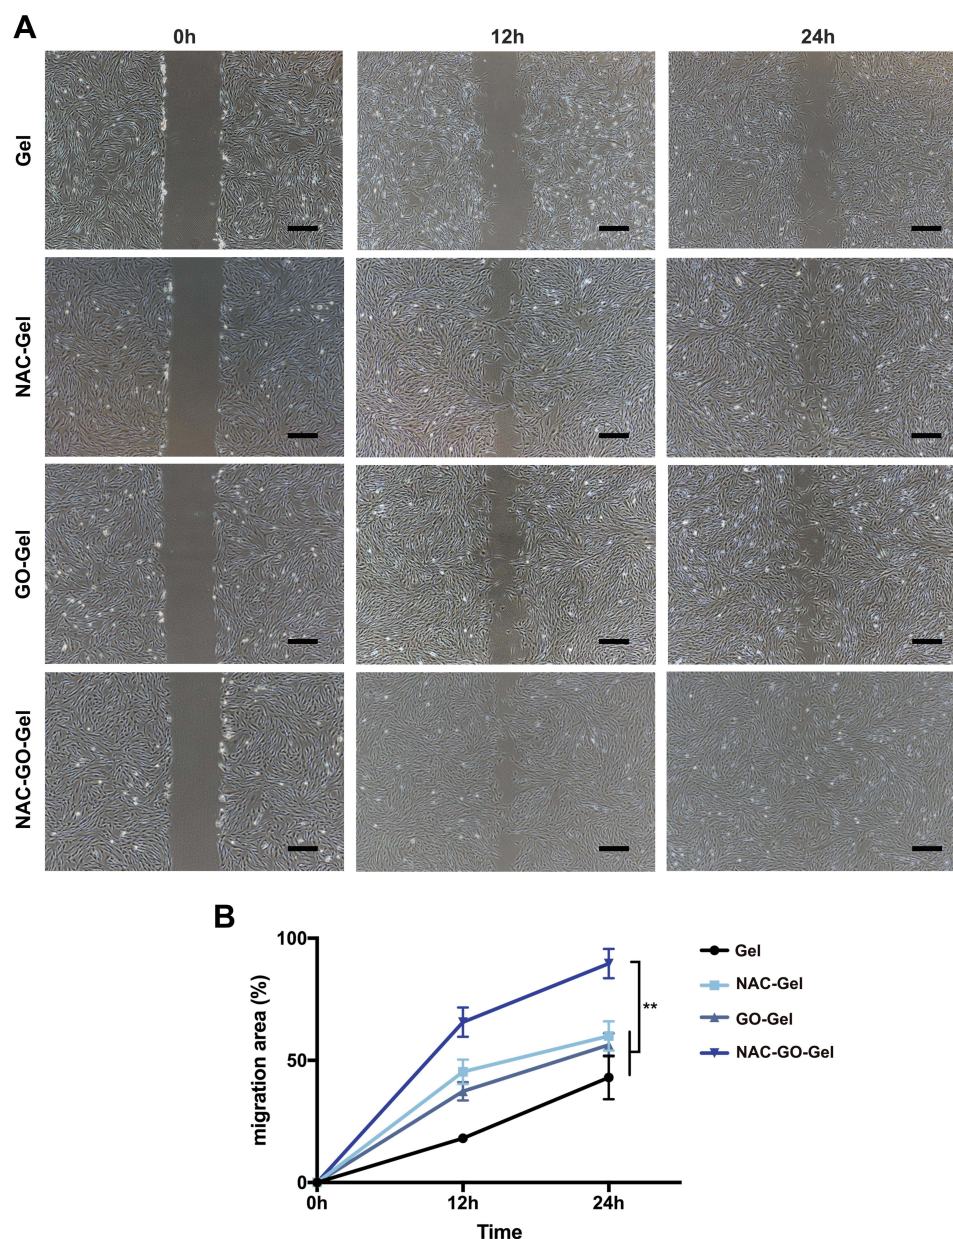 A
0h 12h 24h
Gel
NAC-Gel
GO-Gel
NAC-GO-Gel
B
migration area (%)
100
50
0
0h 12h 24h
Time
**
Gel
NAC-Gel
GO-Gel
NAC-GO-Gel